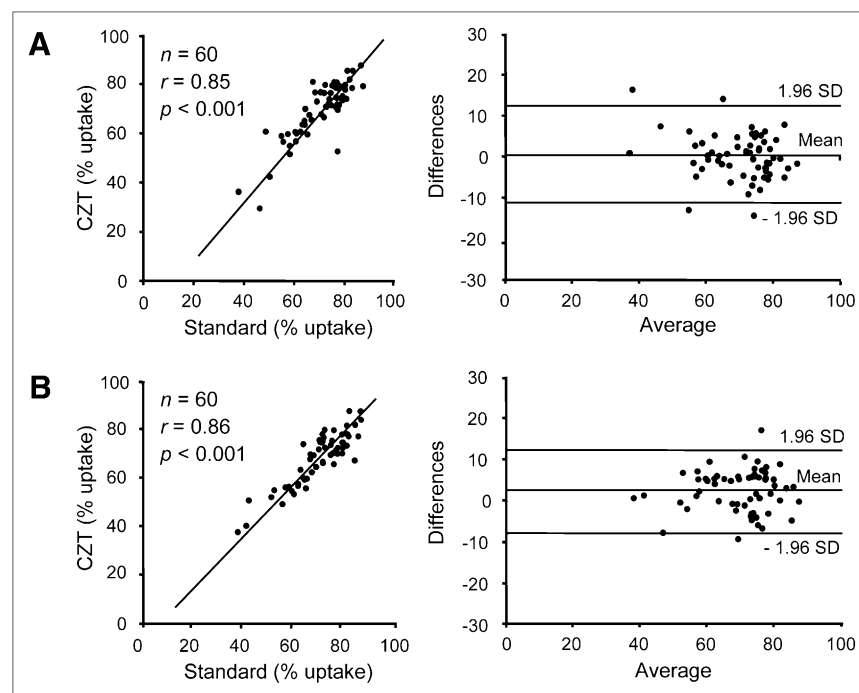 A
n = 60
r = 0.85
p < 0.001
100
80
60
40
20
0
0 20 40 60 80 100
CZT (% uptake)
Standard (% uptake)
30
20
10
0
-10
-20
-30
0 20 40 60 80 100
Differences
Average
1.96 SD
Mean
- 1.96 SD
B
n = 60
r = 0.86
p < 0.001
100
80
60
40
20
0
0 20 40 60 80 100
CZT (% uptake)
Standard (% uptake)
30
20
10
0
-10
-20
-30
0 20 40 60 80 100
Differences
Average
1.96 SD
Mean
- 1.96 SD